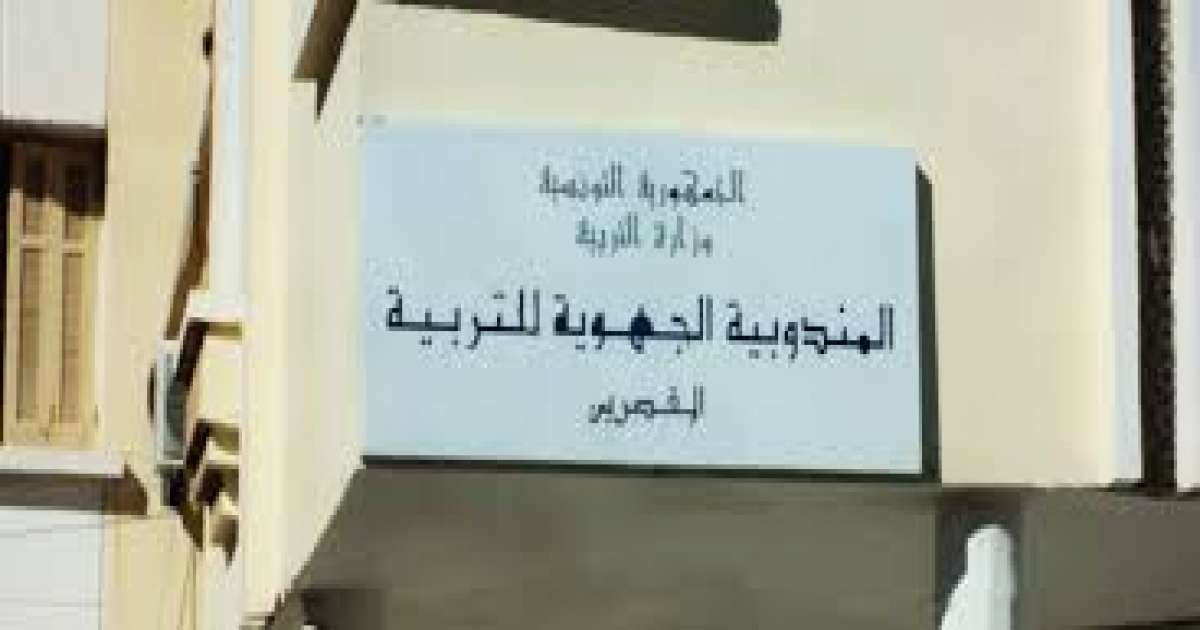 الجمهورية التونسية
وزارة التربية
المندوبية الجهوية للتربية
القصرين